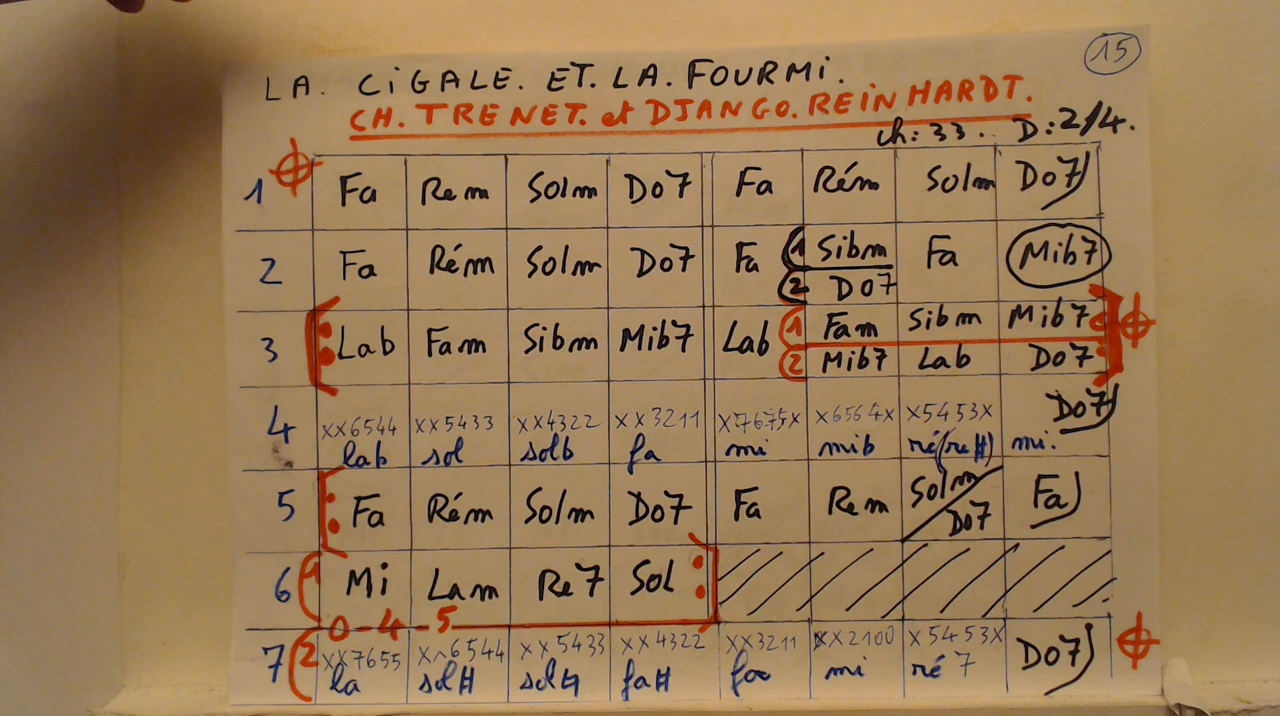 15
LA. CiGALE. ET. LA. FOURMi.
CH. TRENET. et DJANGO. REiNHARDT.
ch: 33. D: 2/4.
1 Fa Rem Solm Do7 Fa Rém Solm Do7
2 Fa Rém Solm Do7 Fa 1 Sibm Fa Mib7
2 Do7
3 Lab Fam Sibm Mib7 Lab 1 Fam Sibm Mib7
2 Mib7 Lab Do7
4 xx6544 xx5433 xx4322 xx3211 x7675x x6564x x5453x Do7
lab sol solb fa mi mib ré(ré#) mi.
5 Fa Rém Solm Do7 Fa Rem Solm/Do7 Fa
6 1 Mi Lam Re7 Sol
0-4-5
7 2 xx7655 xx6544 xx5433 xx4322 xx3211 xx2100 x5453x Do7
la sol# sol♮ fa# fa mi ré 7